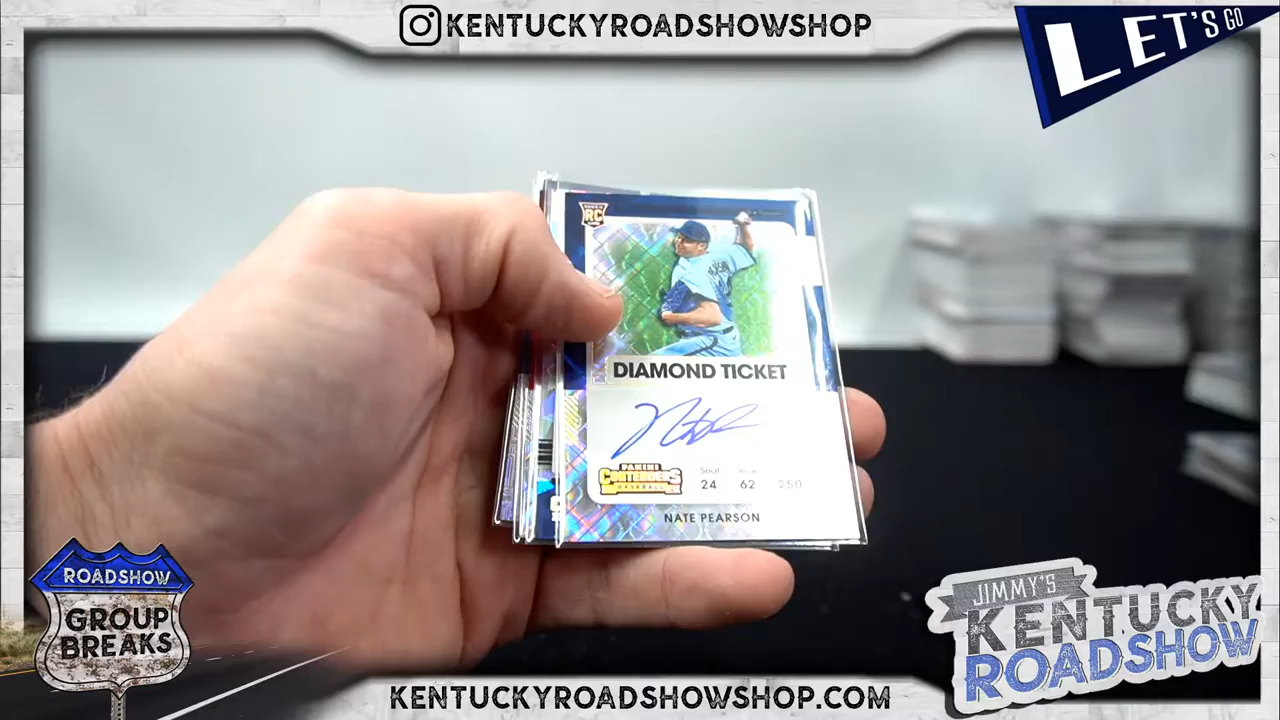 KENTUCKYROADSHOWSHOP
LET'S GO
RC
DIAMOND TICKET
PANINI
CONTENDERS
BASEBALL
Seat
24 62 250
NATE PEARSON
ROADSHOW
GROUP
BREAKS
JIMMY'S
KENTUCKY
ROADSHOW
KENTUCKYROADSHOWSHOP.COM